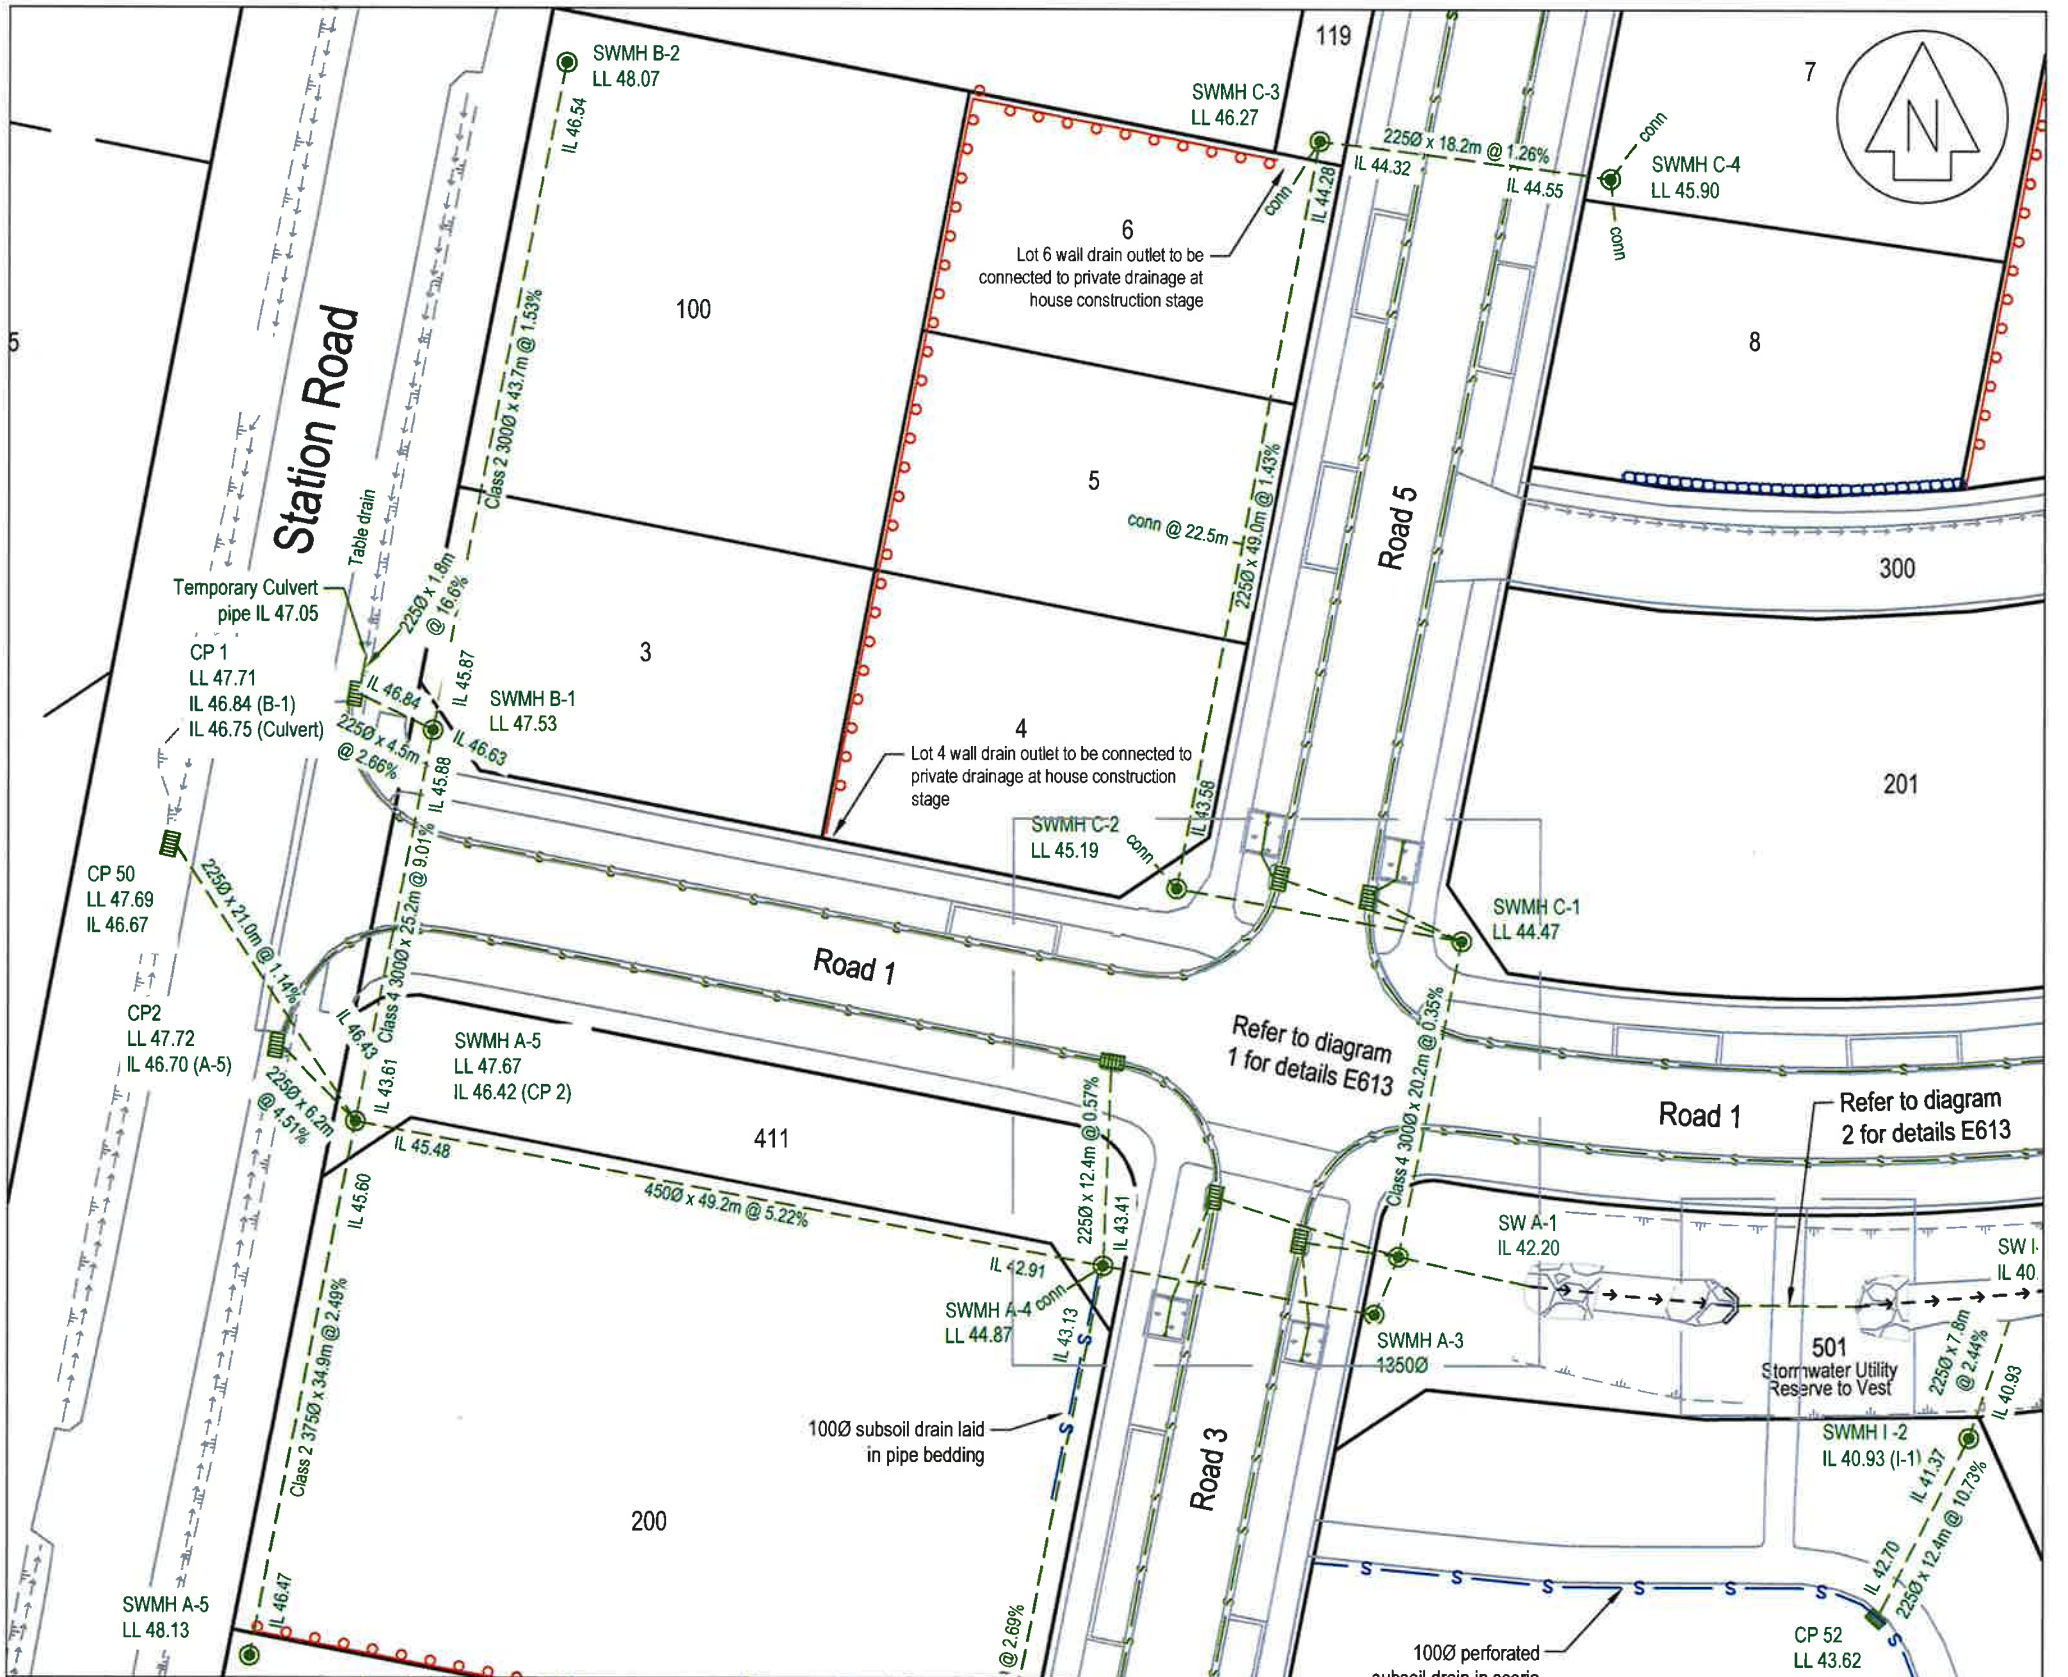 SWMH B-2
LL 48.07
IL 46.54
119
SWMH C-3
LL 46.27
7
N
2250 x 18.2m @ 1.26%
IL 44.32
IL 44.55
conn
SWMH C-4
LL 45.90
conn
conn
IL 44.28
6
Lot 6 wall drain outlet to be
connected to private drainage at
house construction stage
100
8
5
Station Road
Class 2 300Ø x 43.7m @ 1.53%
5
conn @ 22.5m
225Ø x 49.0m @ 1.43%
Road 5
300
Table drain
Temporary Culvert
pipe IL 47.05
225Ø x 1.8m
@ 16.6%
CP 1
LL 47.71
IL 46.84 (B-1)
IL 46.75 (Culvert)
IL 46.84
IL 45.87
SWMH B-1
LL 47.53
225Ø x 4.5m
@ 2.66%
IL 46.63
IL 45.88
3
4
Lot 4 wall drain outlet to be connected to
private drainage at house construction
stage
201
IL 43.58
SWMH C-2
LL 45.19
conn
CP 50
LL 47.69
IL 46.67
225Ø x 21.0m @ 1.14%
Class 4 300Ø x 25.2m @ 9.01%
SWMH C-1
LL 44.47
Road 1
CP2
LL 47.72
IL 46.70 (A-5)
IL 46.43
IL 43.61
SWMH A-5
LL 47.67
IL 46.42 (CP 2)
225Ø x 6.2m
@ 4.51%
Refer to diagram
1 for details E613
Class 4 300Ø x 20.2m @ 0.35%
Road 1
Refer to diagram
2 for details E613
411
IL 45.48
450Ø x 49.2m @ 5.22%
225Ø x 12.4m @ 0.57%
IL 43.41
IL 45.60
IL 42.91
SWMH A-4
LL 44.87
conn
IL 43.13
SW A-1
IL 42.20
SW I-
IL 40.
SWMH A-3
1350Ø
501
Stormwater Utility
Reserve to Vest
225Ø x 7.8m
@ 2.44%
IL 40.93
Class 2 375Ø x 34.9m @ 2.49%
100Ø subsoil drain laid
in pipe bedding
Road 3
SWMH I -2
IL 40.93 (I-1)
IL 41.37
225Ø x 12.4m @ 10.73%
IL 42.70
200
IL 46.47
SWMH A-5
LL 48.13
@ 2.69%
100Ø perforated
subsoil drain in scoria
CP 52
LL 43.62